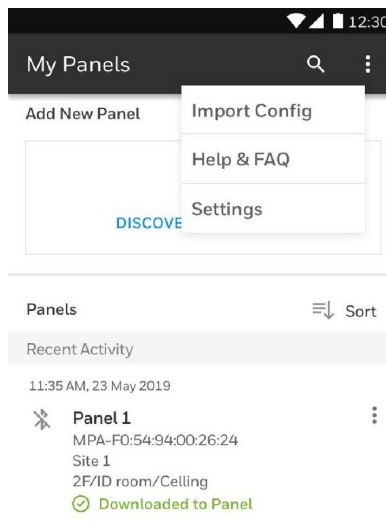 12:30
My Panels
Import Config
Add New Panel
Help & FAQ
Settings
DISCOVE
Panels
Sort
Recent Activity
11:35 AM, 23 May 2019
Panel 1
MPA-F0:54:94:00:26:24
Site 1
2F/ID room/Celling
Downloaded to Panel